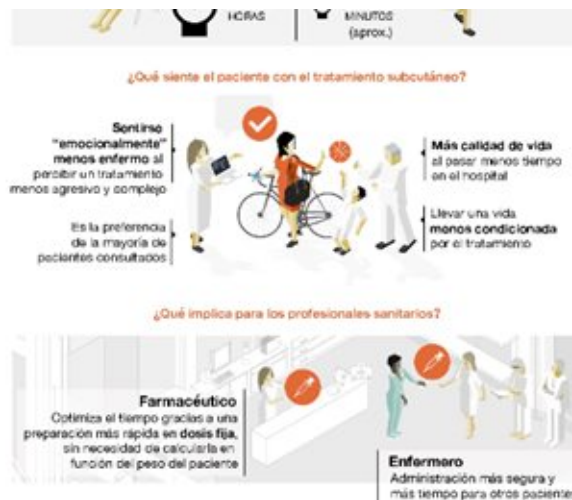 HORAS
MINUTOS
(aprox.)
¿Qué siente el paciente con el tratamiento subcutáneo?
Sentirse
"emocionalmente"
menos enfermo al
percibir un tratamiento
menos agresivo y complejo
Es la preferencia
de la mayoría de
pacientes consultados
Más calidad de vida
al pasar menos tiempo
en el hospital
Llevar una vida
menos condicionada
por el tratamiento
¿Qué implica para los profesionales sanitarios?
Farmacéutico
Optimiza el tiempo gracias a una
preparación más rápida en dosis fija,
sin necesidad de calcularla en
función del peso del paciente
Enfermero
Administración más segura y
más tiempo para otros paciente